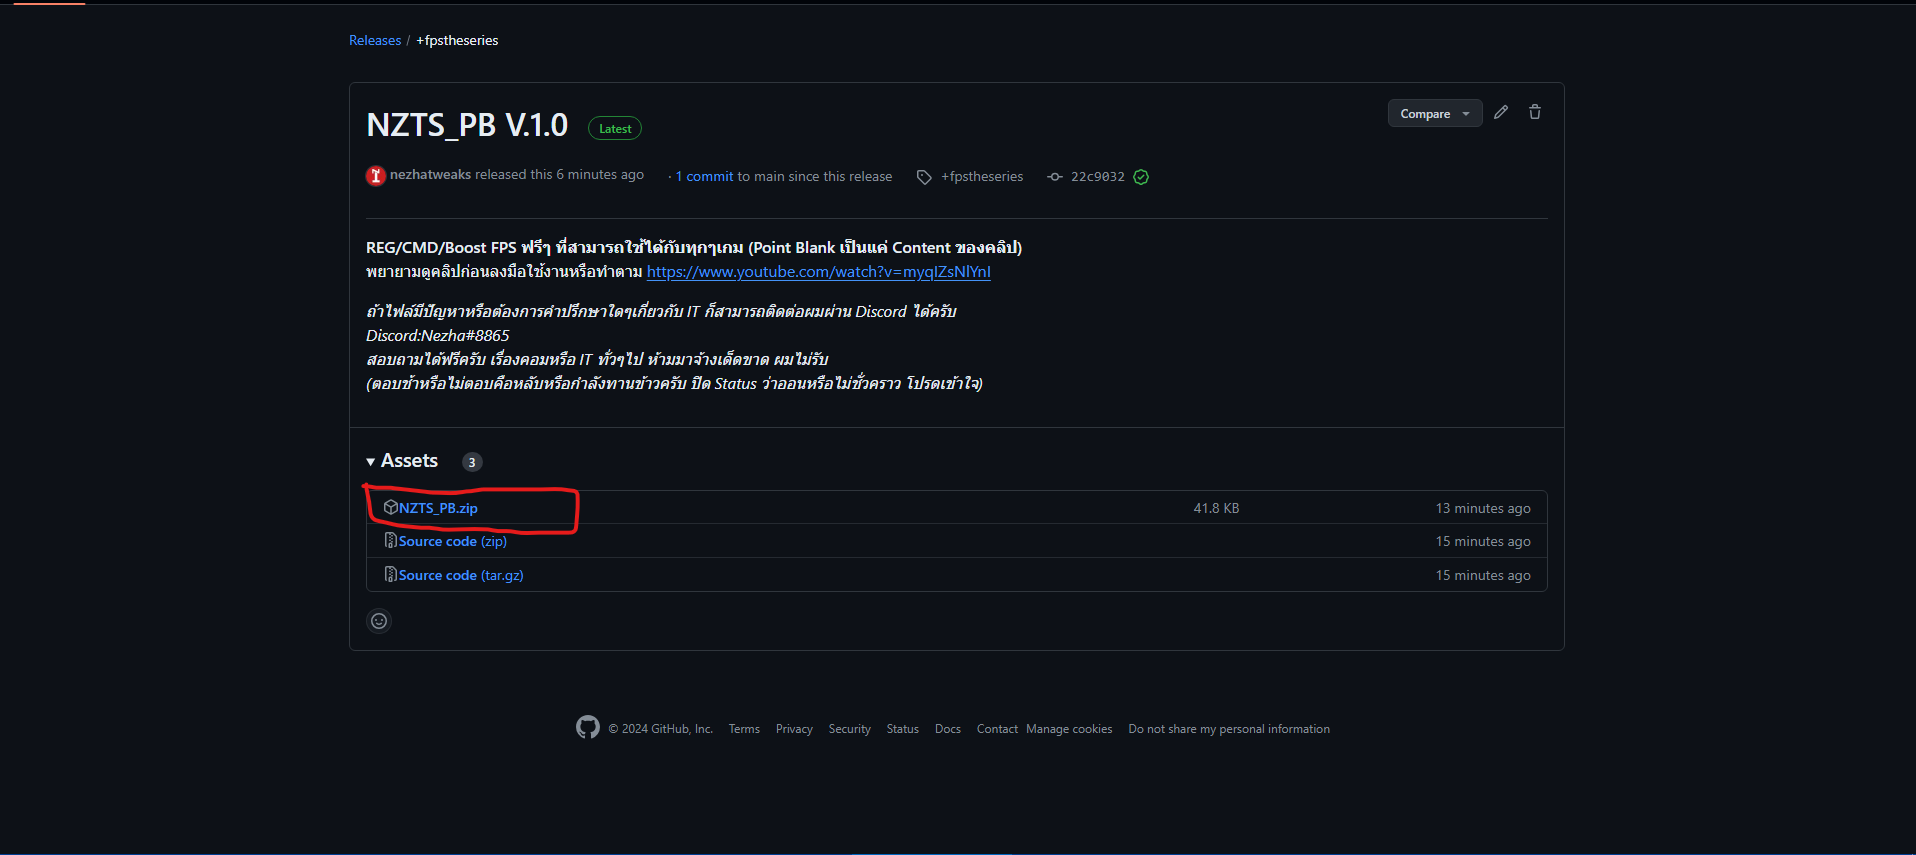 Releases / +fpstheseries
NZTS_PB V.1.0 Latest
Compare
nezhatweaks released this 6 minutes ago · 1 commit to main since this release +fpstheseries 22c9032
REG/CMD/Boost FPS ฟรีๆ ที่สามารถใช้ได้กับทุกๆเกม (Point Blank เป็นแค่ Content ของคลิป)
พยายามดูคลิปก่อนลงมือใช้งานหรือทำตาม https://www.youtube.com/watch?v=myqIZsNlYnI
ถ้าไฟล์มีปัญหาหรือต้องการคำปรึกษาใดๆเกี่ยวกับ IT ก็สามารถติดต่อผมผ่าน Discord ได้ครับ
Discord:Nezha#8865
สอบถามได้ฟรีครับ เรื่องคอมหรือ IT ทั่วๆไป ห้ามมาจ้างเด็ดขาด ผมไม่รับ
(ตอบช้าหรือไม่ตอบคือหลับหรือกำลังทานข้าวครับ ปิด Status ว่าออนหรือไม่ชั่วคราว โปรดเข้าใจ)
Assets 3
NZTS_PB.zip 41.8 KB 13 minutes ago
Source code (zip) 15 minutes ago
Source code (tar.gz) 15 minutes ago
© 2024 GitHub, Inc. Terms Privacy Security Status Docs Contact Manage cookies Do not share my personal information